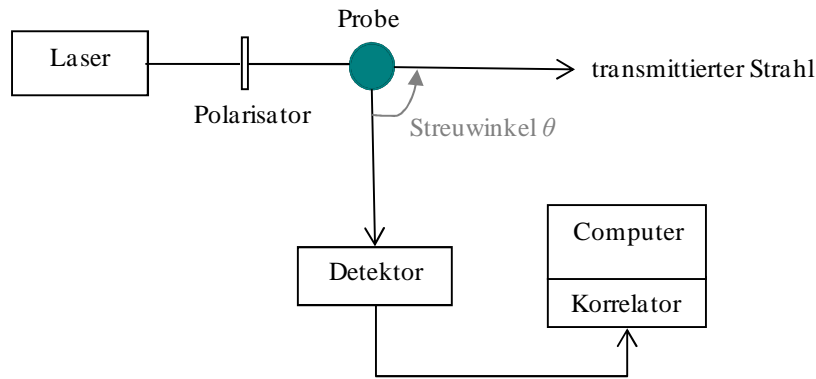 Probe
Laser
transmittierter Strahl
Polarisator
Streuwinkel θ
Computer
Detektor
Korrelator